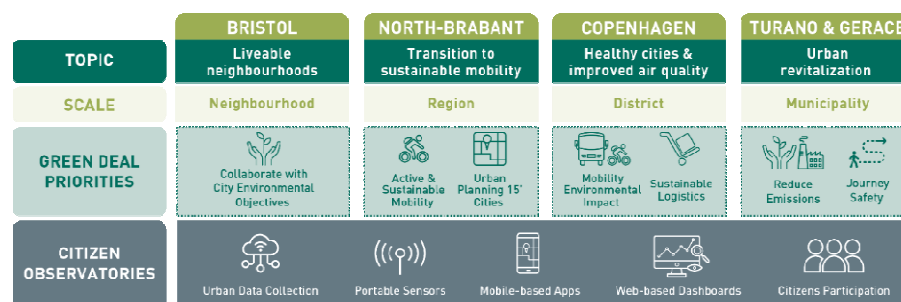 BRISTOL
NORTH-BRABANT
COPENHAGEN
TURANO & GERACE
TOPIC
Liveable
neighbourhoods
Transition to
sustainable mobility
Healthy cities &
improved air quality
Urban
revitalization
SCALE
Neighbourhood
Region
District
Municipality
GREEN DEAL
PRIORITIES
Collaborate with
City Environmental
Objectives
Active &
Sustainable
Mobility
Urban
Planning 15'
Cities
Mobility
Environmental
Impact
Sustainable
Logistics
Reduce
Emissions
Journey
Safety
CITIZEN
OBSERVATORIES
Urban Data Collection
Portable Sensors
Mobile-based Apps
Web-based Dashboards
Citizens Participation